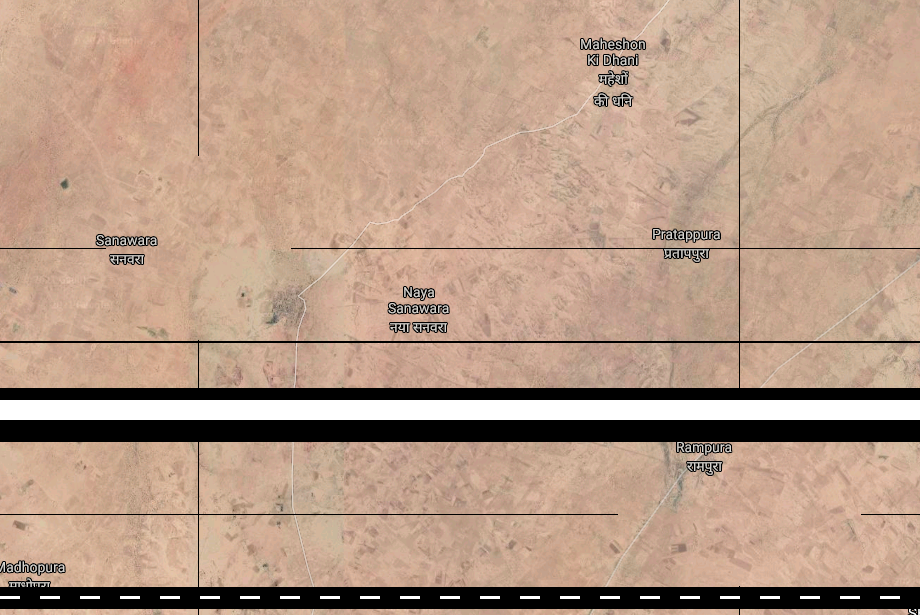 Maheshon
Ki Dhani
महेशों
की धनि
Sanawara
सनवरा
Pratappura
प्रतापपुरा
Naya
Sanawara
नया सनवरा
Rampura
रामपुरा
Madhopura
माधोपुरा